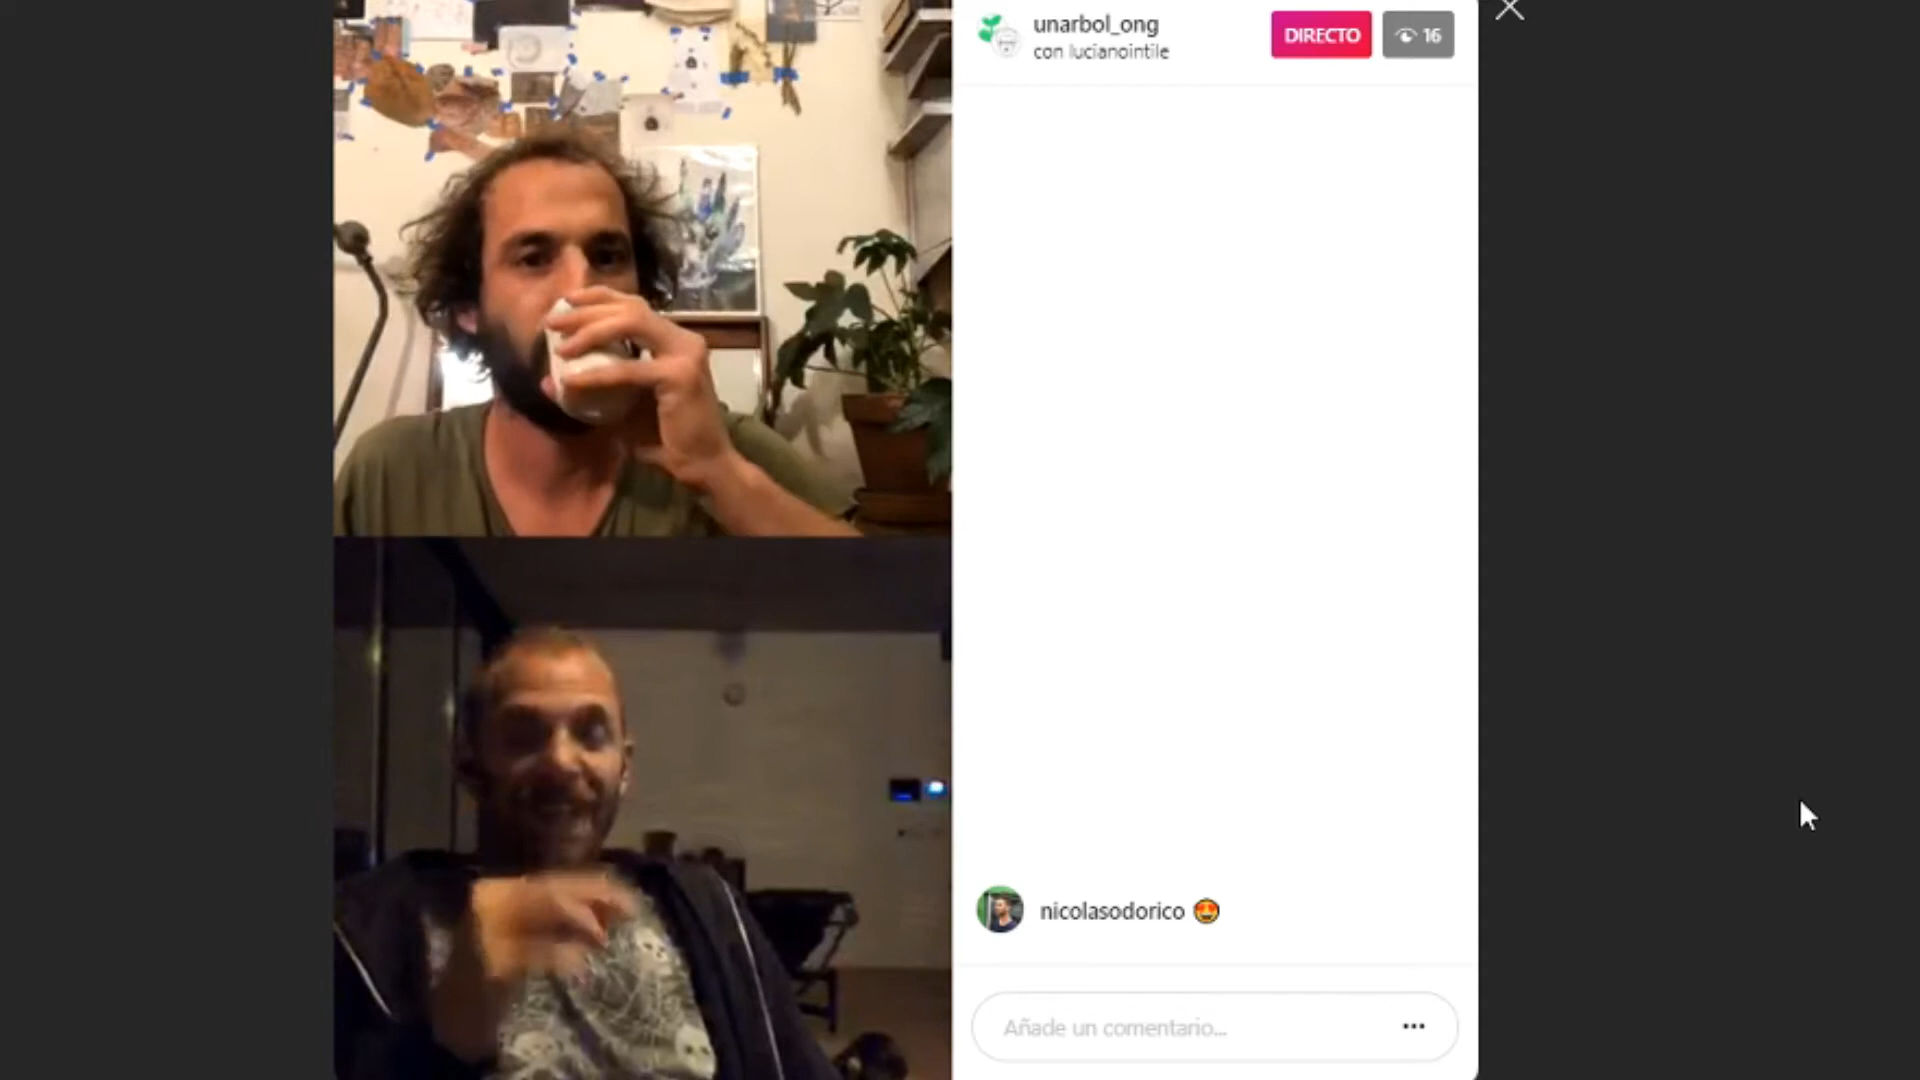 unarbol_ong
con lucianointile
DIRECTO
16
nicolasodorico 😍
Añade un comentario...